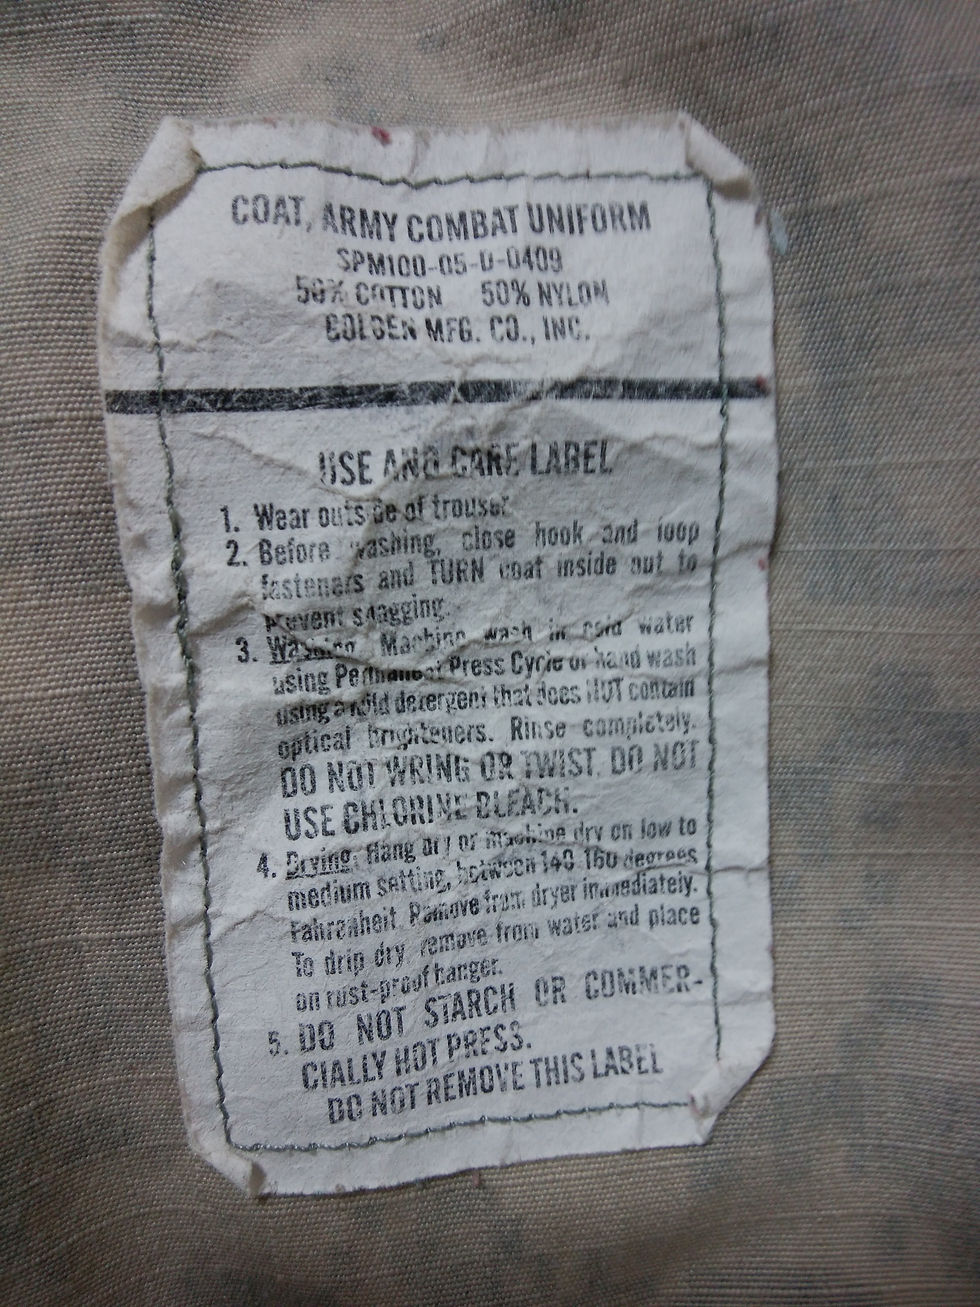 COAT, ARMY COMBAT UNIFORM
SPM100-05-D-0409
50% COTTON 50% NYLON
GOLDEN MFG. CO., INC.
USE AND CARE LABEL
1. Wear outside of trouser
2. Before washing, close hook and loop
fasteners and TURN coat inside out to
prevent snagging.
3. Washing: Machine wash in cold water
using Permanent Press Cycle or hand wash
using a mild detergent that does NOT contain
optical brighteners. Rinse completely.
DO NOT WRING OR TWIST. DO NOT
USE CHLORINE BLEACH.
4. Drying: Hang dry or machine dry on low to
medium setting, between 140-160 degrees
Fahrenheit. Remove from dryer immediately.
To drip dry, remove from water and place
on rust-proof hanger.
5. DO NOT STARCH OR COMMER-
CIALLY HOT PRESS.
DO NOT REMOVE THIS LABEL